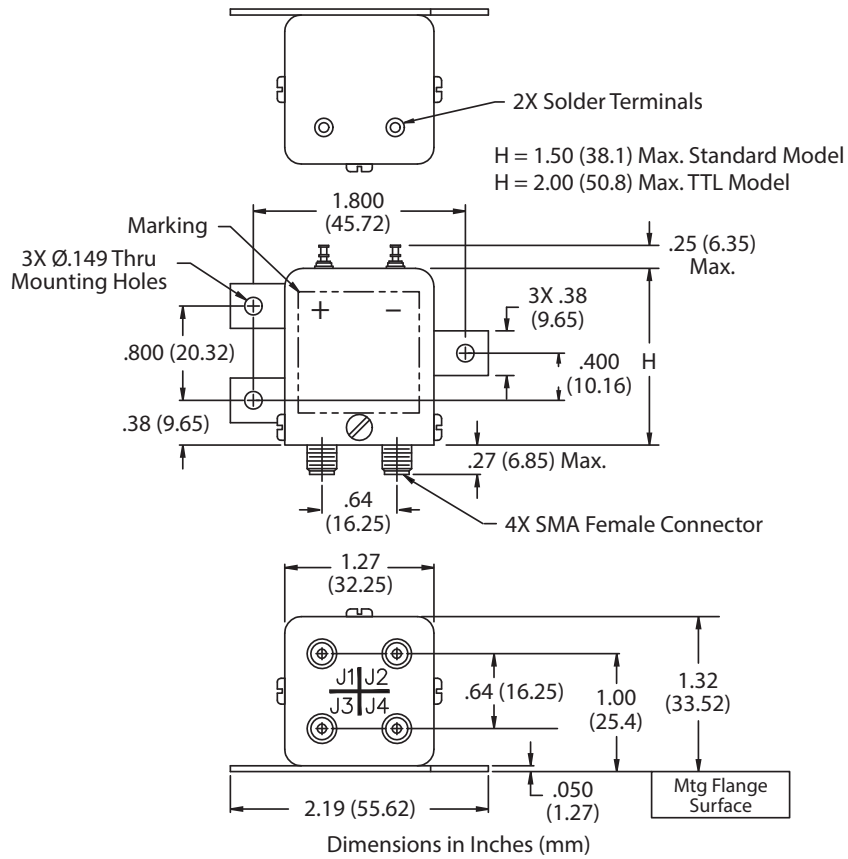 2X Solder Terminals
H = 1.50 (38.1) Max. Standard Model
H = 2.00 (50.8) Max. TTL Model
1.800
(45.72)
Marking
.25 (6.35)
Max.
3X Ø.149 Thru
Mounting Holes
+ −
3X .38
(9.65)
.800 (20.32)
.400
(10.16)
H
.38 (9.65)
.27 (6.85) Max.
.64
(16.25)
4X SMA Female Connector
1.27
(32.25)
J1 J2
J3 J4
.64 (16.25)
1.00
(25.4)
1.32
(33.52)
.050
(1.27)
Mtg Flange
Surface
2.19 (55.62)
Dimensions in Inches (mm)